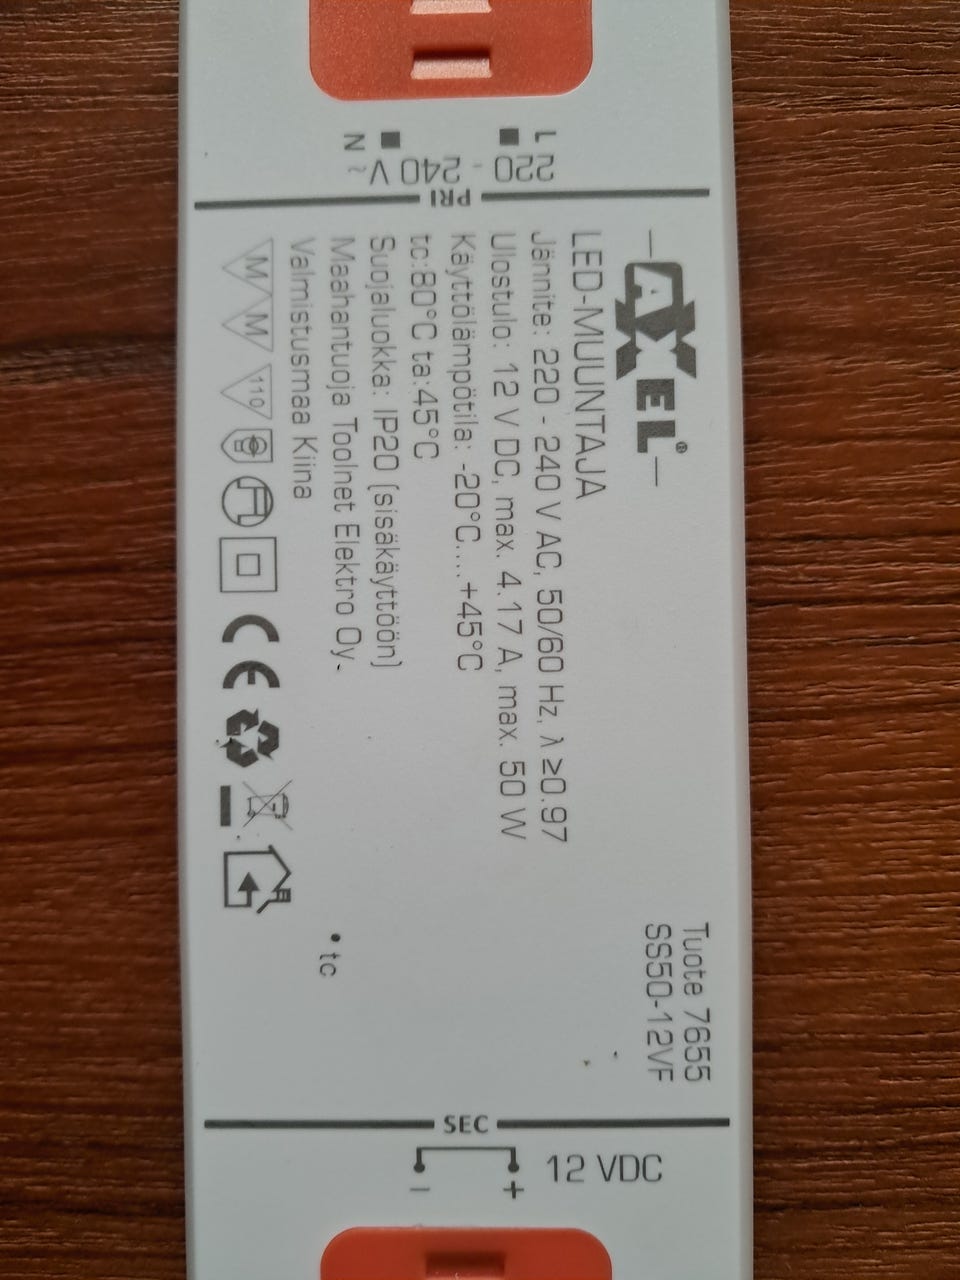 L N
220 - 240 V~
PRI
AXEL®
LED-MUUNTAJA
Jännite: 220 - 240 V AC, 50/60 Hz, λ ≥0.97
Ulostulo: 12 V DC, max. 4.17 A, max. 50 W
Käyttölämpötila: -20°C.... +45°C
tc:80°C ta:45°C
Suojaluokka: IP20 (sisäkäyttöön)
Maahantuoja Toolnet Elektro Oy.
Valmistusmaa Kiina
M M 110 CE
Tuote 7655
SS50-12VF
•tc
SEC
12 VDC
- +